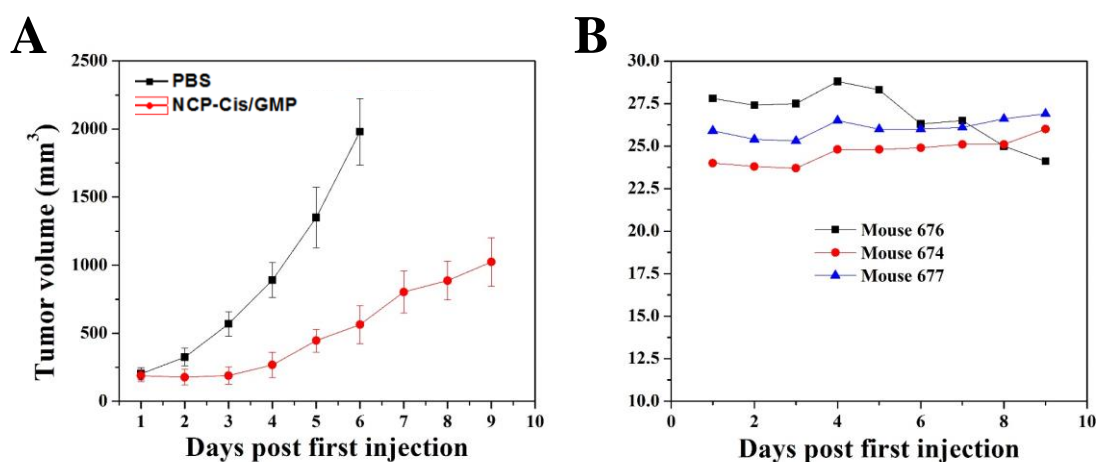 A
2500
2000
1500
1000
500
0
Tumor volume (mm³)
PBS
NCP-Cis/GMP
1 2 3 4 5 6 7 8 9 10
Days post first injection
B
30.0
27.5
25.0
22.5
20.0
17.5
15.0
12.5
10.0
Mouse 676
Mouse 674
Mouse 677
0 2 4 6 8 10
Days post first injection